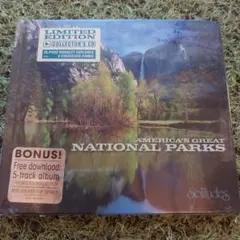 LIMITED
EDITION
COLLECTOR'S CD
AMERICA'S GREAT
NATIONAL PARKS
BONUS!
Free download:
5-track album
Solitudes